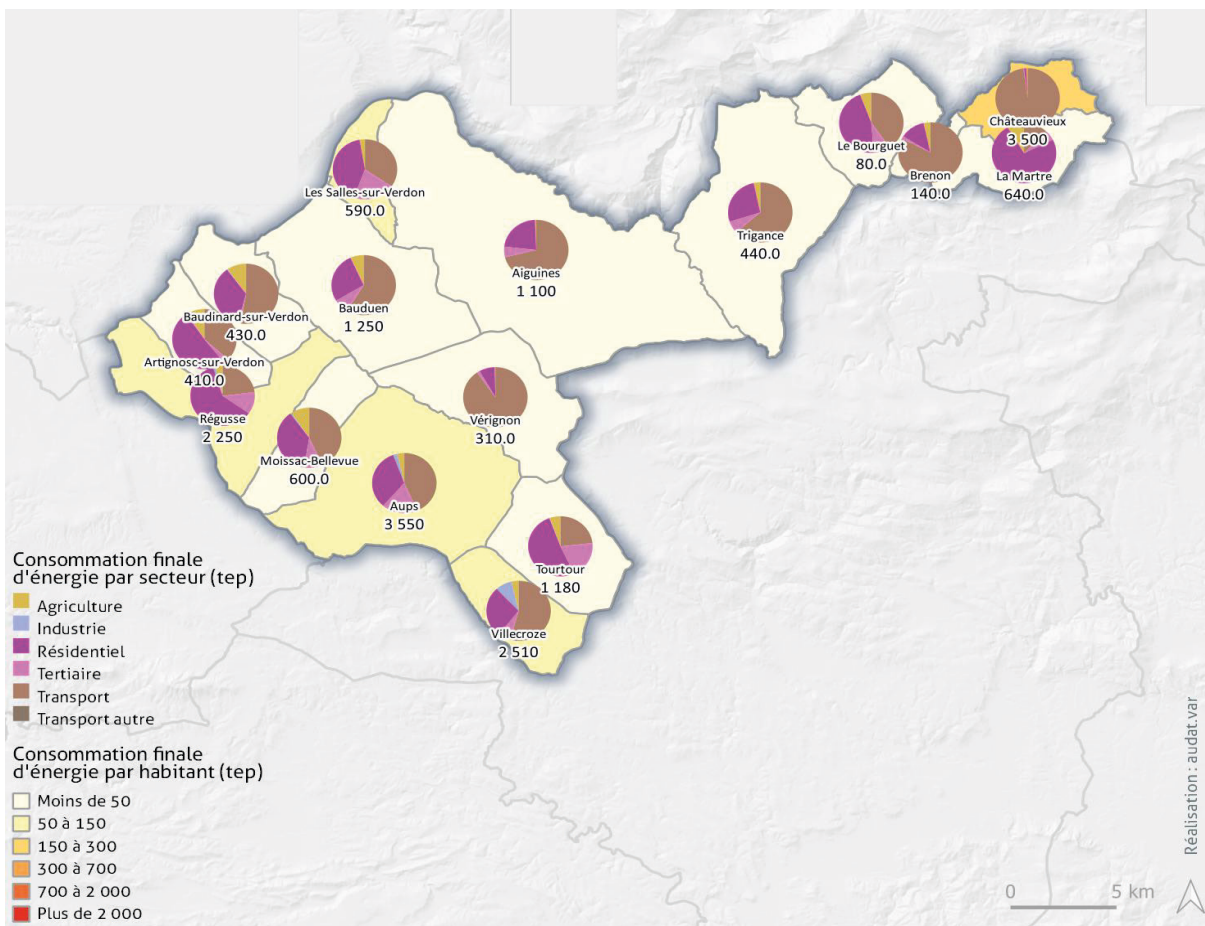 Châteauvieux
3 500
Le Bourguet
80.0
Brenon
140.0
La Martre
640.0
Les Salles-sur-Verdon
590.0
Trigance
440.0
Aiguines
1 100
Bauduen
1 250
Baudinard-sur-Verdon
430.0
Artignosc-sur-Verdon
410.0
Régusse
2 250
Vérignon
310.0
Moissac-Bellevue
600.0
Aups
3 550
Tourtour
1 180
Villecroze
2 510
Consommation finale
d'énergie par secteur (tep)
Agriculture
Industrie
Résidentiel
Tertiaire
Transport
Transport autre
Consommation finale
d'énergie par habitant (tep)
Moins de 50
50 à 150
150 à 300
300 à 700
700 à 2 000
Plus de 2 000
0 5 km
Réalisation : audat.var